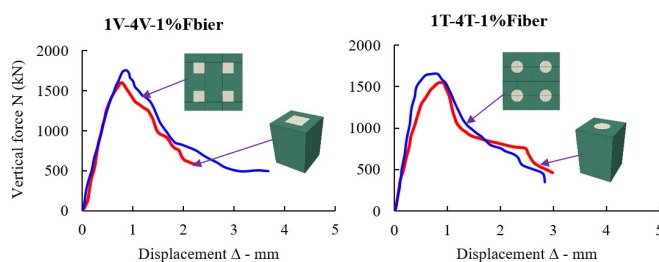 1V-4V-1%Fbier
2000
1500
1000
500
0
0 1 2 3 4 5
Vertical force N (kN)
Displacement Δ - mm
1T-4T-1%Fiber
2000
1500
1000
500
0
0 1 2 3 4 5
Displacement Δ - mm